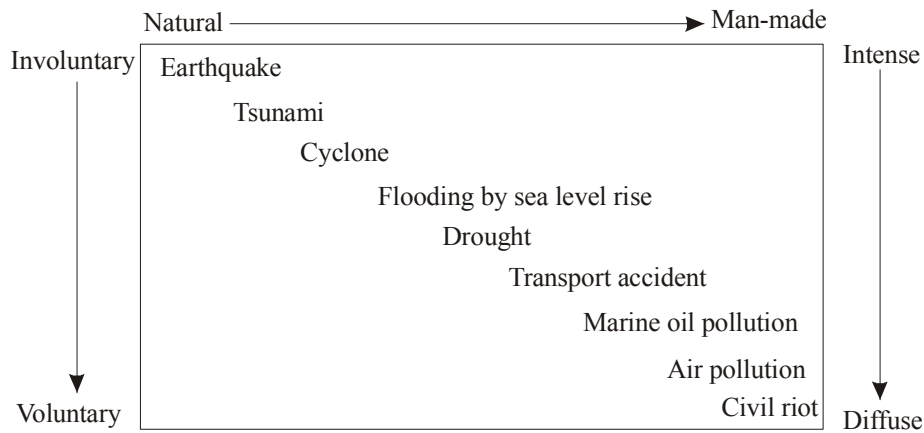 Natural Man-made
Involuntary Intense
Earthquake
Tsunami
Cyclone
Flooding by sea level rise
Drought
Transport accident
Marine oil pollution
Air pollution
Civil riot
Voluntary Diffuse